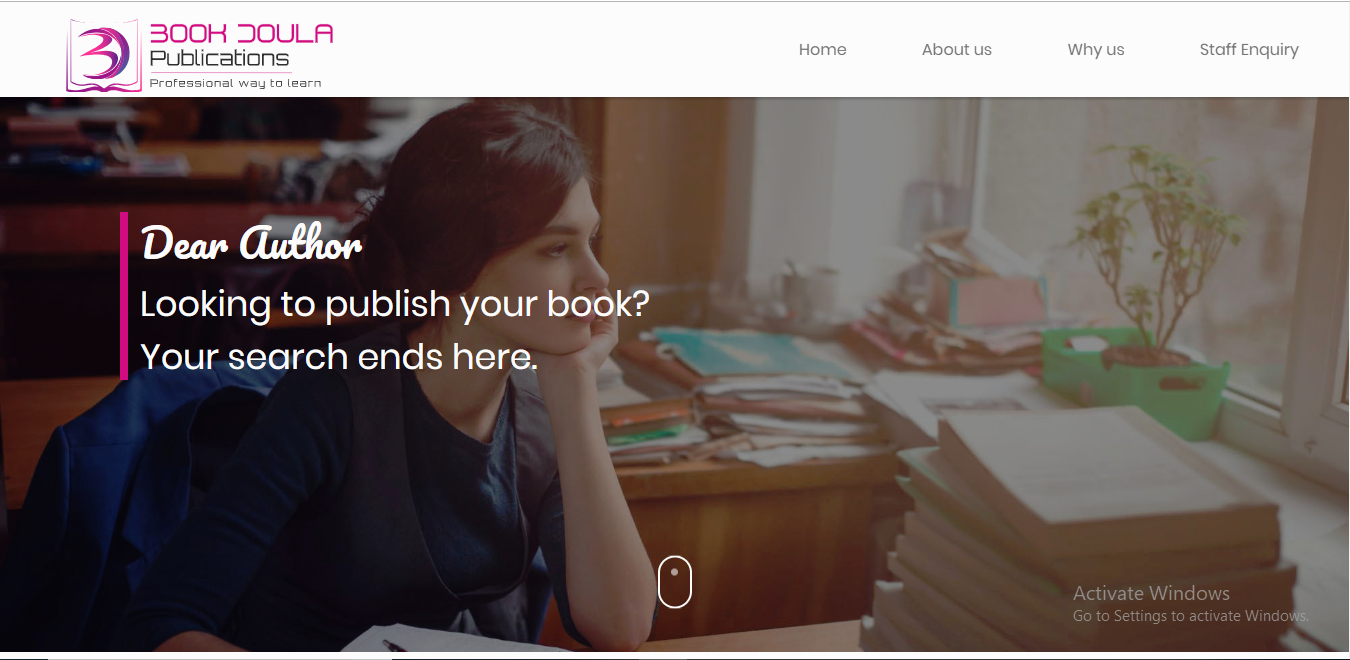 BOOK DOULA
Publications
Professional way to learn
Home About us Why us Staff Enquiry
Dear Author
Looking to publish your book?
Your search ends here.
Activate Windows
Go to Settings to activate Windows.